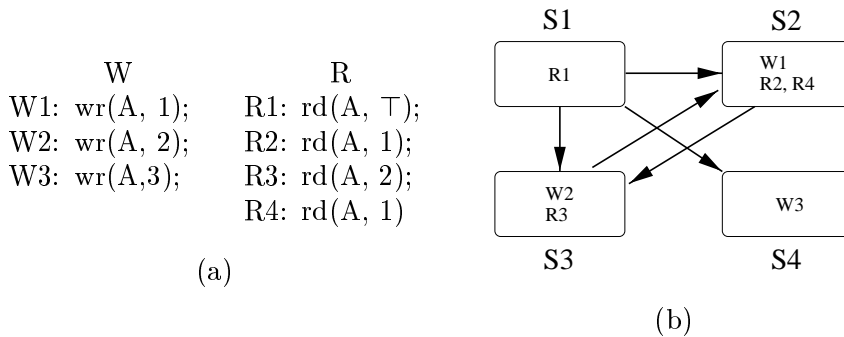 W R
W1: wr(A, 1); R1: rd(A, ⊤);
W2: wr(A, 2); R2: rd(A, 1);
W3: wr(A,3); R3: rd(A, 2);
R4: rd(A, 1)
(a)
S1 S2
R1
W1
R2, R4
W2
R3
W3
S3 S4
(b)